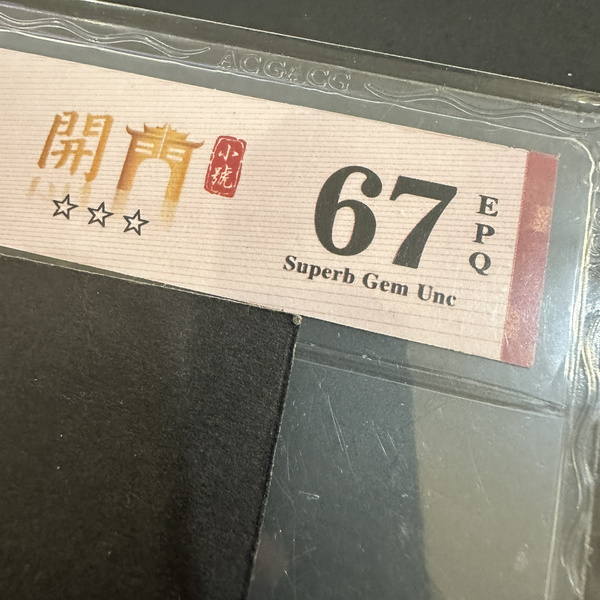 ACG ACG
開門
小號
☆☆☆
67
EPQ
Superb Gem Unc